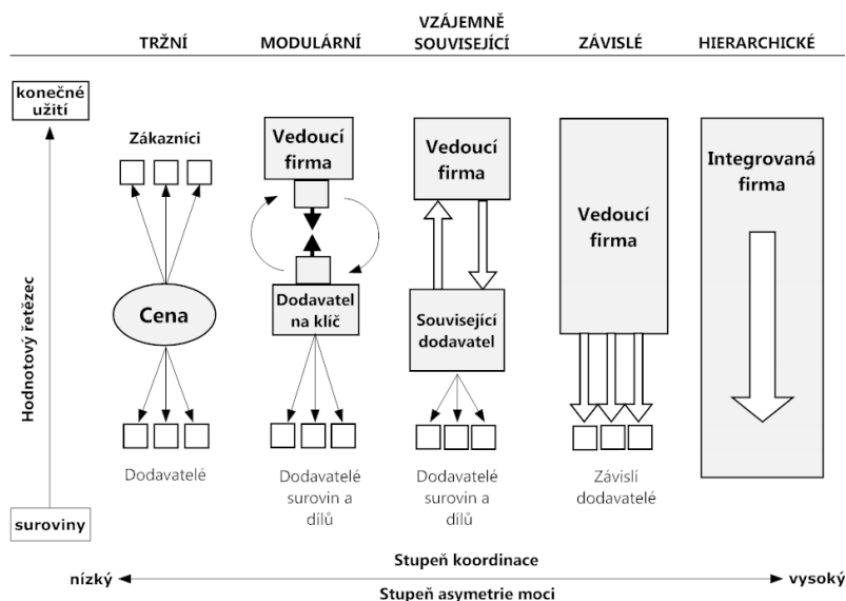 TRŽNÍ
MODULÁRNÍ
VZÁJEMNĚ
SOUVISEJÍCÍ
ZÁVISLÉ
HIERARCHICKÉ
konečné
užití
Hodnotový řetězec
suroviny
Zákazníci
Cena
Dodavatelé
Vedoucí
firma
Dodavatel
na klíč
Dodavatelé
surovin a
dílů
Vedoucí
firma
Související
dodavatel
Dodavatelé
surovin a
dílů
Vedoucí
firma
Závislí
dodavatelé
Integrovaná
firma
Stupeň koordinace
nízký
vysoký
Stupeň asymetrie moci